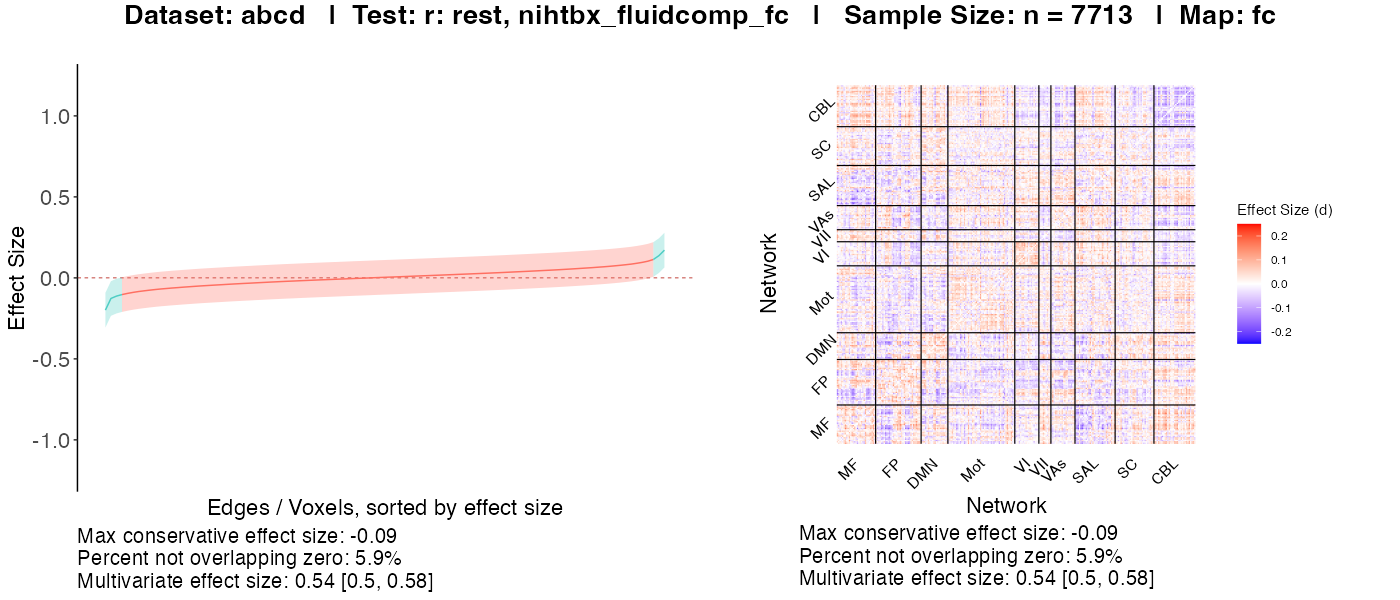 Dataset: abcd | Test: r: rest, nihtbx_fluidcomp_fc | Sample Size: n = 7713 | Map: fc
Effect Size
1.0
0.5
0.0
-0.5
-1.0
Edges / Voxels, sorted by effect size
Max conservative effect size: -0.09
Percent not overlapping zero: 5.9%
Multivariate effect size: 0.54 [0.5, 0.58]
Network
CBL
SC
SAL
VAs
VII
VI
Mot
DMN
FP
MF
MF
FP
DMN
Mot
VI
VII
VAs
SAL
SC
CBL
Network
Max conservative effect size: -0.09
Percent not overlapping zero: 5.9%
Multivariate effect size: 0.54 [0.5, 0.58]
Effect Size (d)
0.2
0.1
0.0
-0.1
-0.2